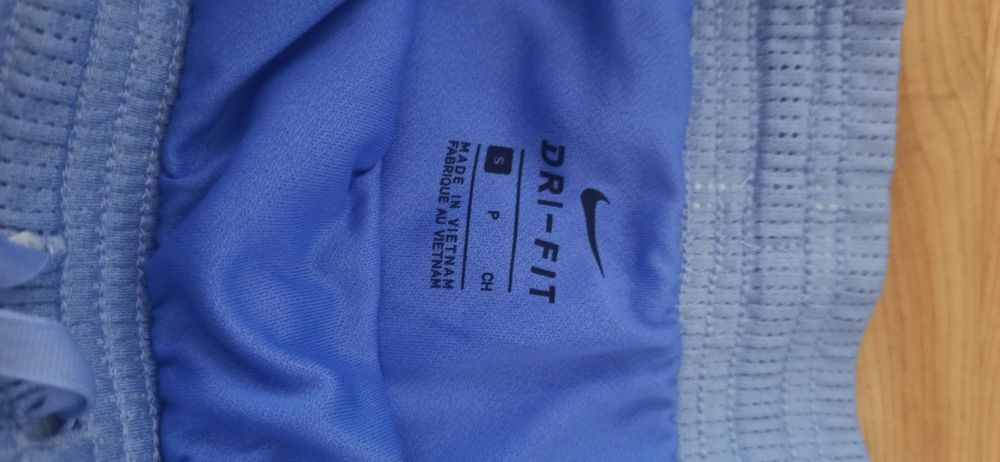 DRI-FIT
S P CH
MADE IN VIETNAM
FABRIQUE AU VIETNAM